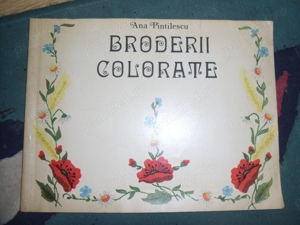 Ana Pintilescu
BRODERII
COLORATE